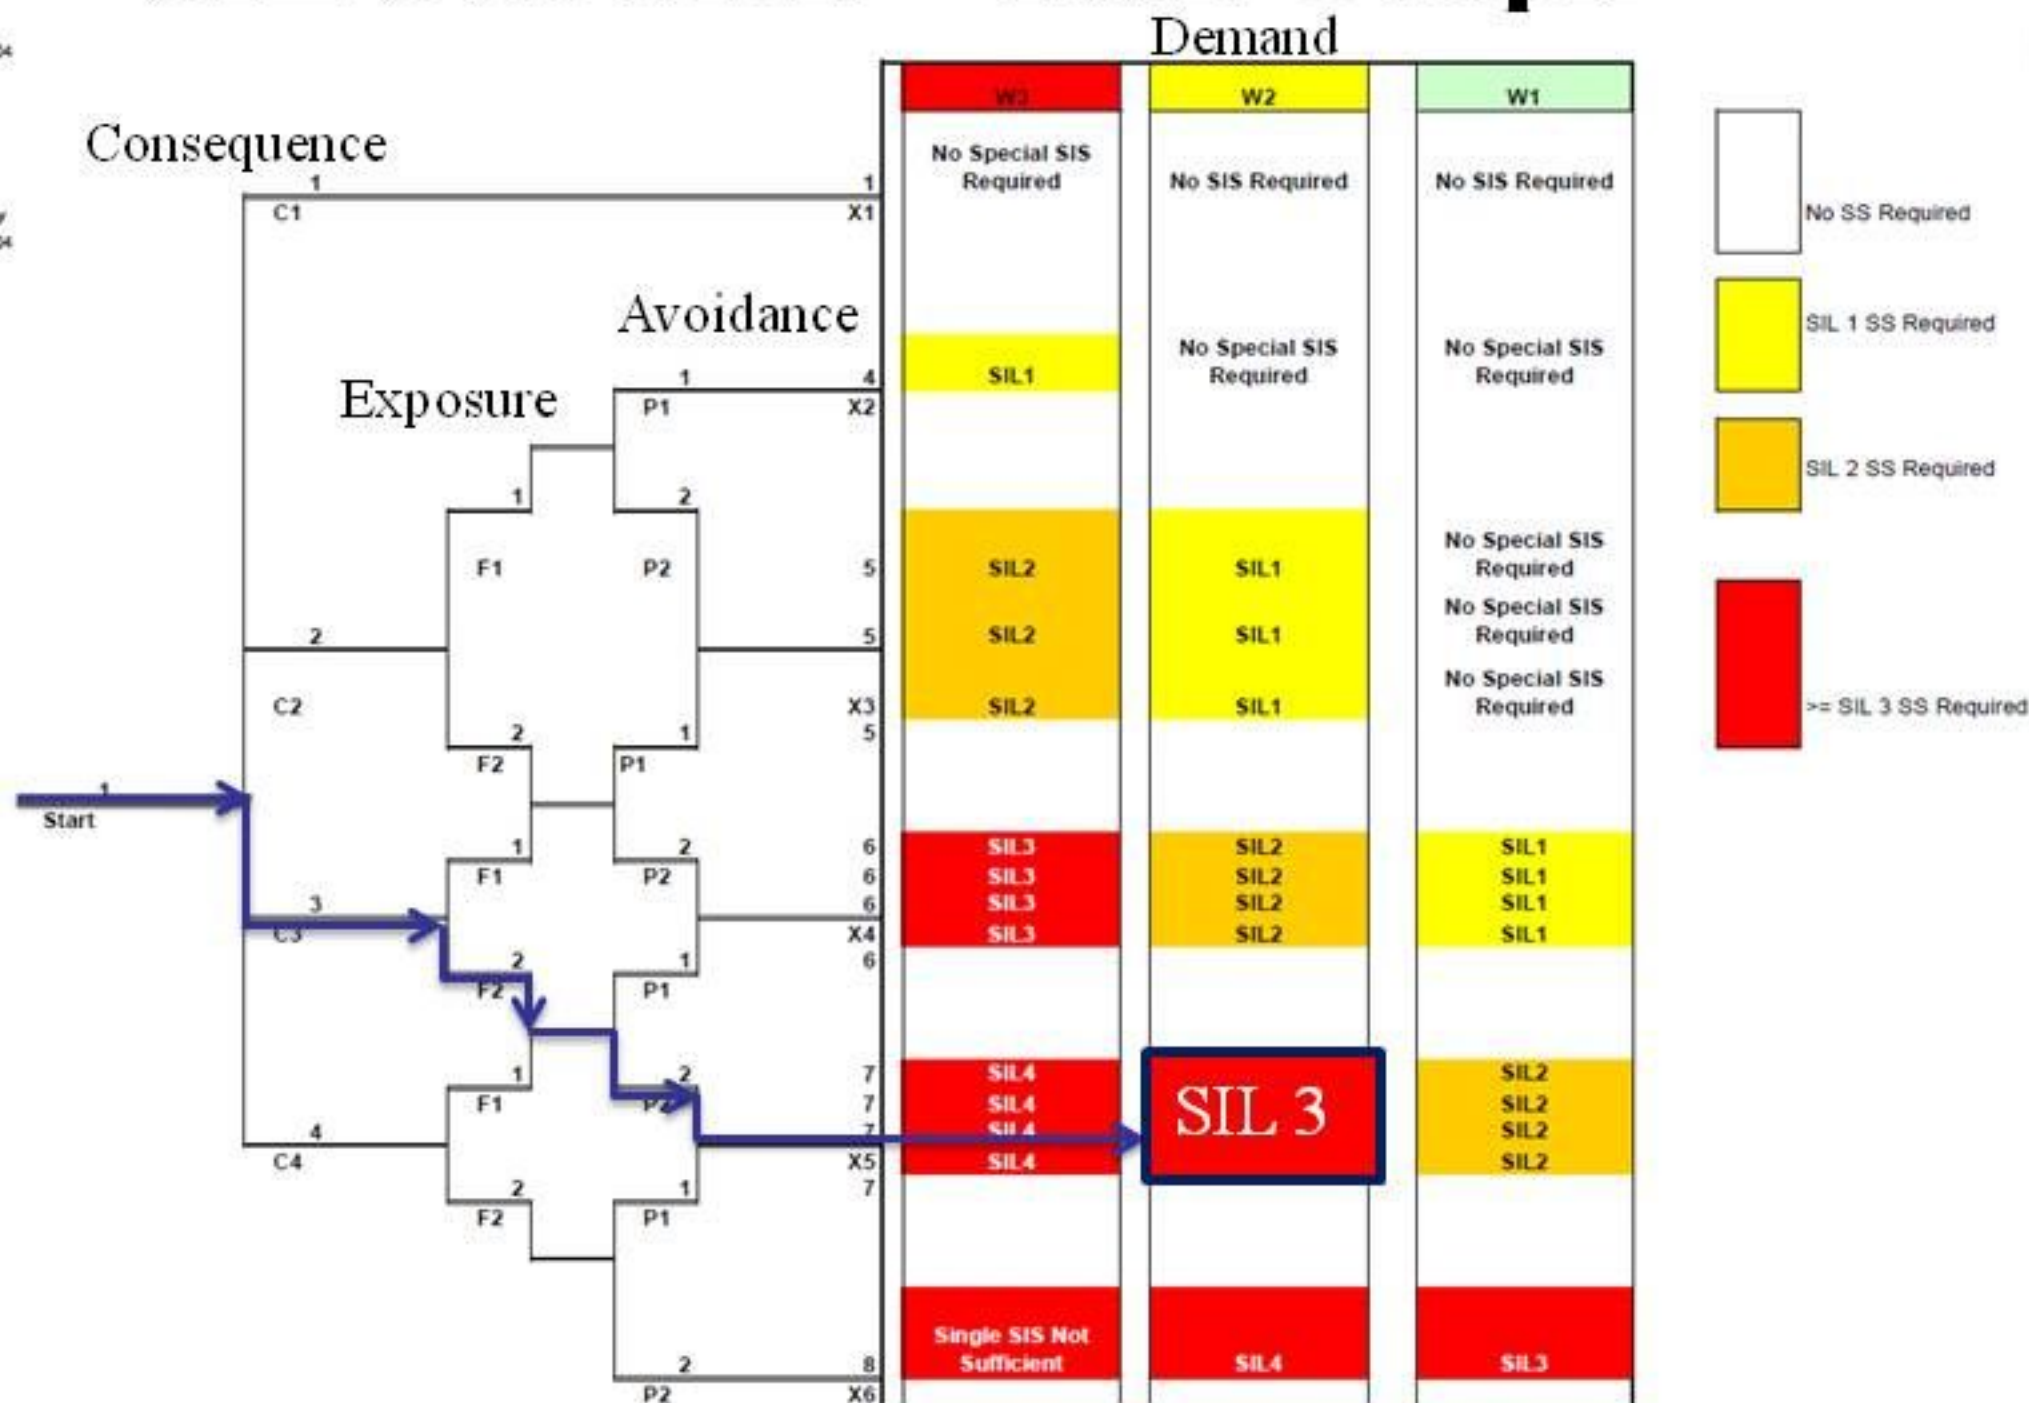 Demand
W3 W2 W1
Consequence
No Special SIS
Required
No SIS Required
No SIS Required
1 1
C1 X1
No SS Required
Avoidance
SIL 1 SS Required
No Special SIS
Required
No Special SIS
Required
1 4
SIL1
Exposure
P1 X2
SIL 2 SS Required
1 2
F1 P2 5
SIL2 SIL1
No Special SIS
Required
2 5
SIL2 SIL1
No Special SIS
Required
C2 X3
SIL2 SIL1
No Special SIS
Required
>= SIL 3 SS Required
2 1 5
F2 P1
1
Start
1 2 6
SIL3 SIL2 SIL1
F1 P2 6
SIL3 SIL2 SIL1
3 6
SIL3 SIL2 SIL1
C3 X4
SIL3 SIL2 SIL1
2 1 6
F2 P1
1 2 7
SIL4 SIL 3 SIL2
F1 P2 7
SIL4 SIL2
4 7
SIL4 SIL2
C4 X5
SIL4 SIL2
2 1 7
F2 P1
Single SIS Not
Sufficient
SIL4 SIL3
2 8
P2 X6